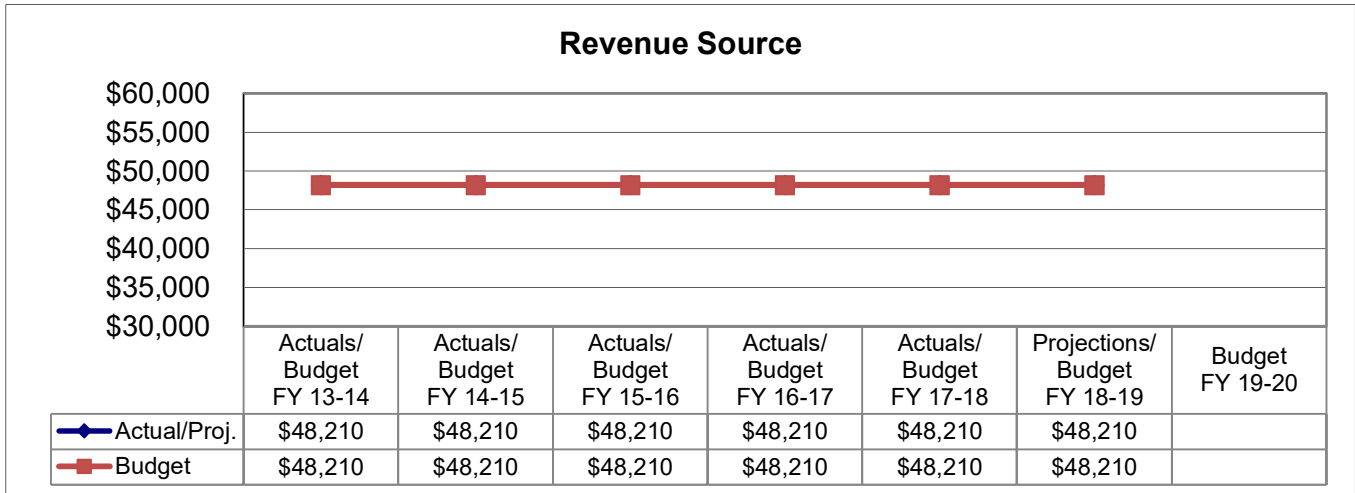 Revenue Source
$60,000
$55,000
$50,000
$45,000
$40,000
$35,000
$30,000
Actuals/
Budget
FY 13-14
Actuals/
Budget
FY 14-15
Actuals/
Budget
FY 15-16
Actuals/
Budget
FY 16-17
Actuals/
Budget
FY 17-18
Projections/
Budget
FY 18-19
Budget
FY 19-20
Actual/Proj. $48,210 $48,210 $48,210 $48,210 $48,210 $48,210
Budget $48,210 $48,210 $48,210 $48,210 $48,210 $48,210